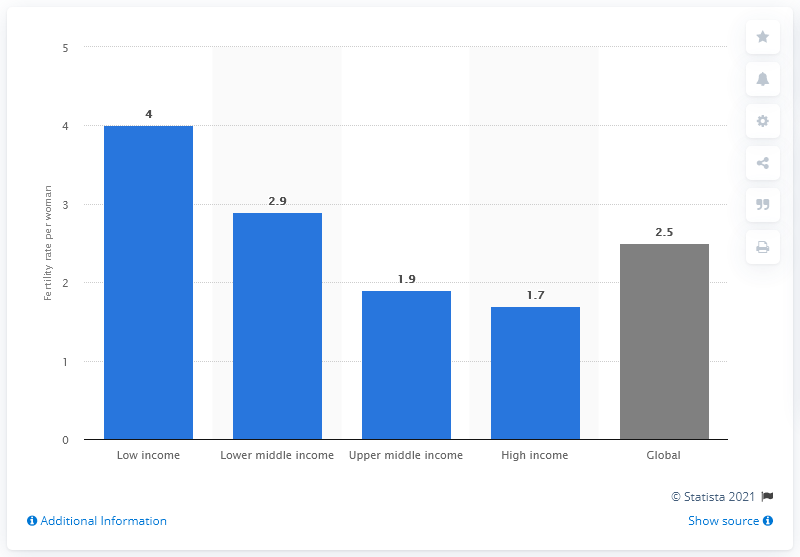 5
4
3
2
1
0
Fertility rate per woman
4
2.9
1.9
1.7
2.5
Low income
Lower middle income
Upper middle income
High income
Global
© Statista 2021
Additional Information
Show source